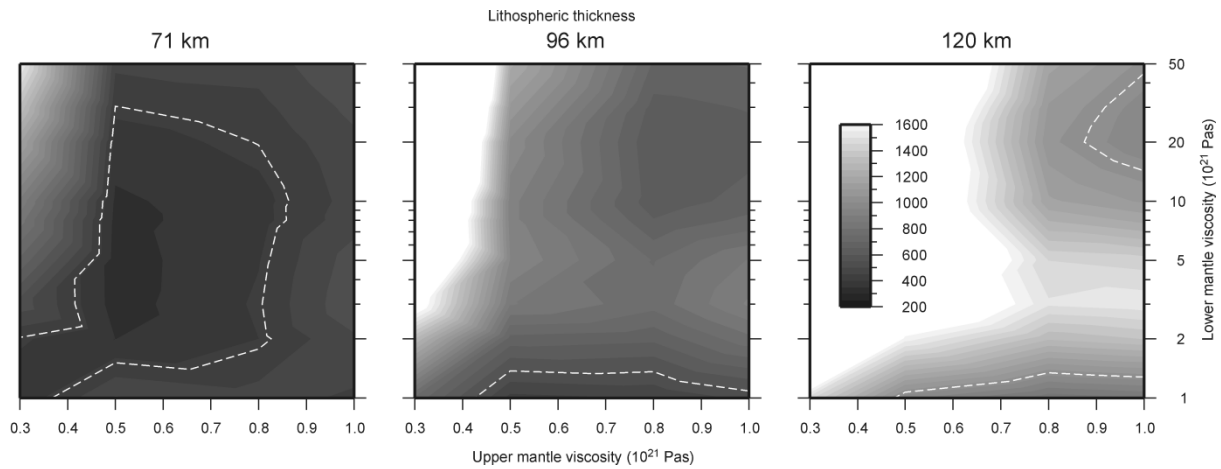 Lithospheric thickness
71 km
96 km
120 km
50
20
10
5
2
1
1600
1400
1200
1000
800
600
400
200
0.3 0.4 0.5 0.6 0.7 0.8 0.9 1.0
0.3 0.4 0.5 0.6 0.7 0.8 0.9 1.0
0.3 0.4 0.5 0.6 0.7 0.8 0.9 1.0
Lower mantle viscosity (10²¹ Pas)
Upper mantle viscosity (10²¹ Pas)